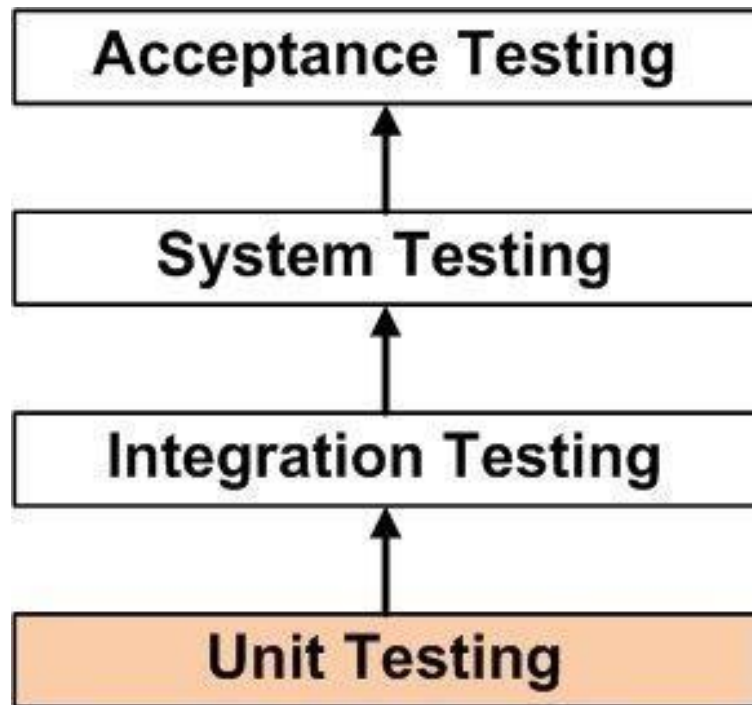 Acceptance Testing
System Testing
Integration Testing
Unit Testing